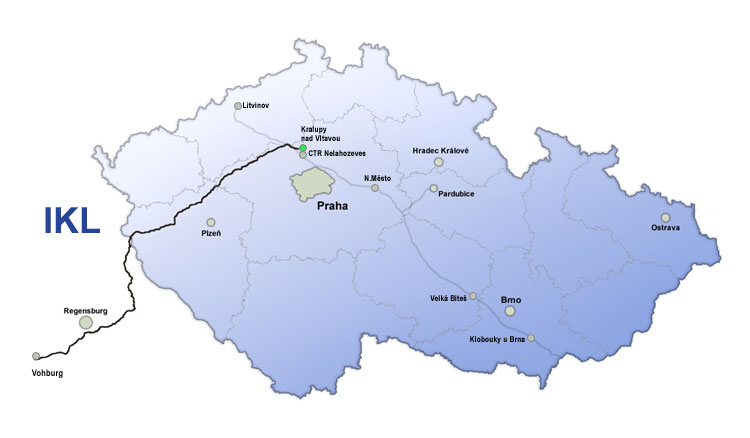 Litvínov
Kralupy
nad Vltavou
CTR Nelahozeves
Hradec Králové
N.Město
Pardubice
Praha
IKL
Plzeň
Ostrava
Regensburg
Velká Bíteš
Brno
Klobouky u Brna
Vohburg